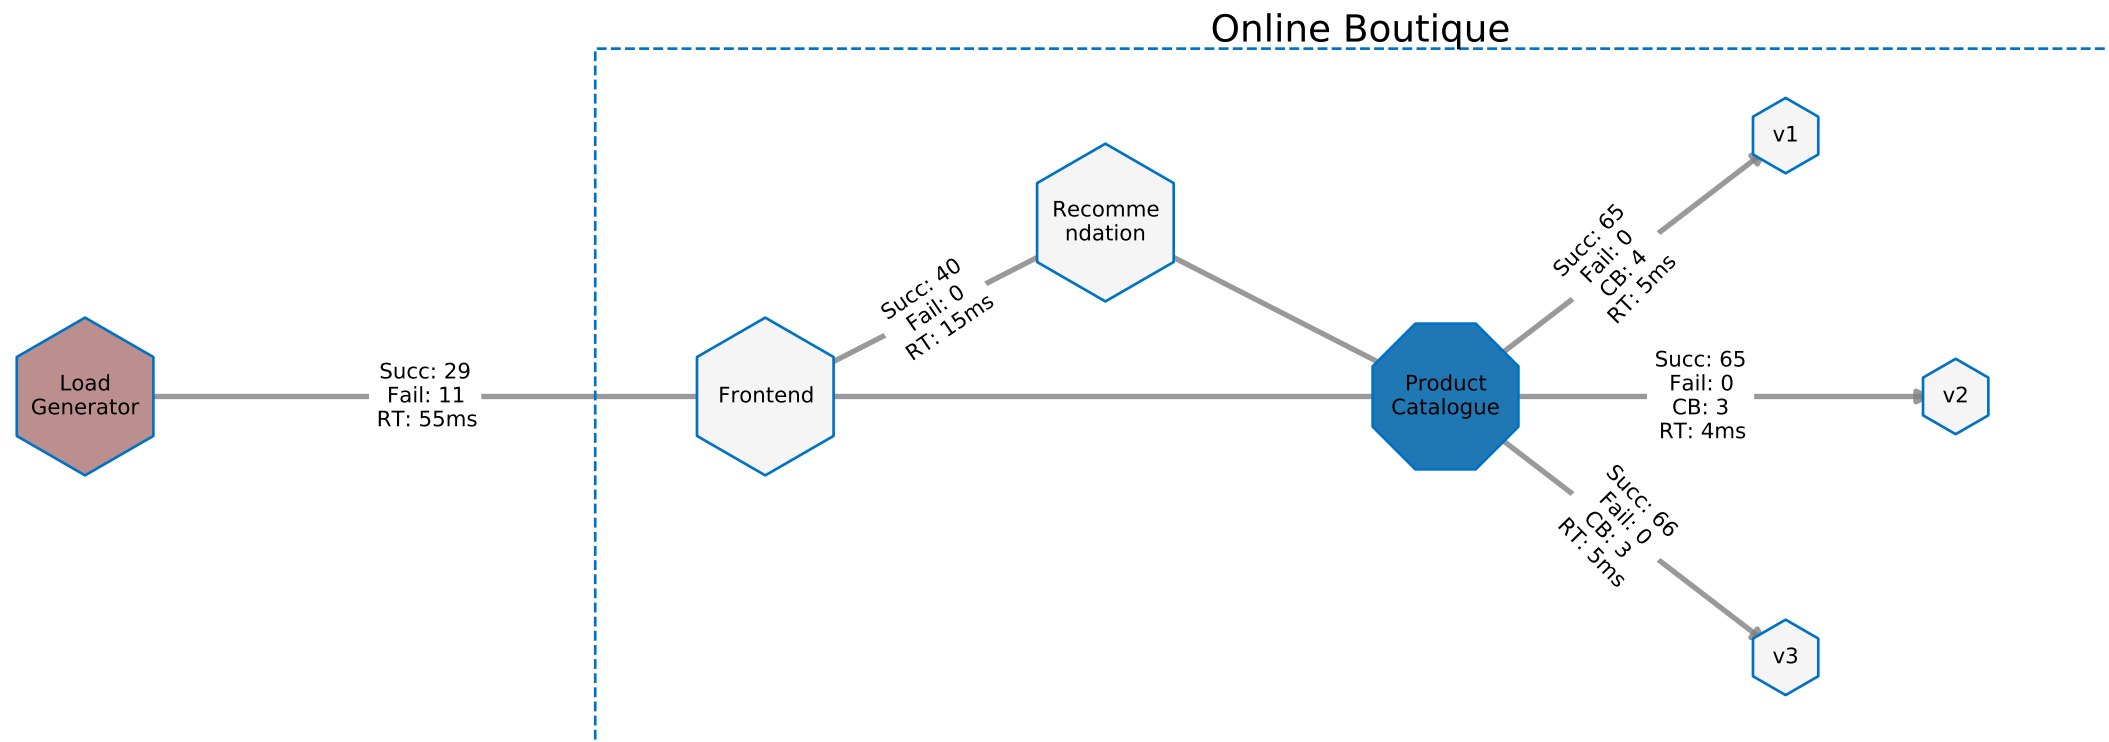 Online Boutique
Load
Generator
Succ: 29
Fail: 11
RT: 55ms
Frontend
Succ: 40
Fail: 0
RT: 15ms
Recomme
ndation
Product
Catalogue
Succ: 65
Fail: 0
CB: 4
RT: 5ms
v1
Succ: 65
Fail: 0
CB: 3
RT: 4ms
v2
Succ: 66
Fail: 0
CB: 3
RT: 5ms
v3